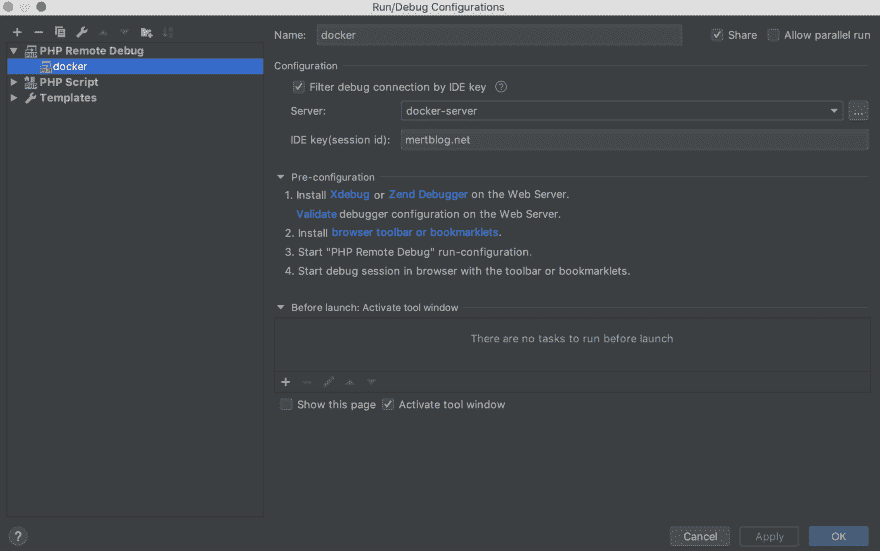 Run/Debug Configurations
PHP Remote Debug
docker
PHP Script
Templates
Name: docker Share Allow parallel run
Configuration
Filter debug connection by IDE key ?
Server: docker-server ...
IDE key(session id): mertblog.net
Pre-configuration
1. Install Xdebug or Zend Debugger on the Web Server.
Validate debugger configuration on the Web Server.
2. Install browser toolbar or bookmarklets.
3. Start "PHP Remote Debug" run-configuration.
4. Start debug session in browser with the toolbar or bookmarklets.
Before launch: Activate tool window
There are no tasks to run before launch
Show this page Activate tool window
? Cancel Apply OK